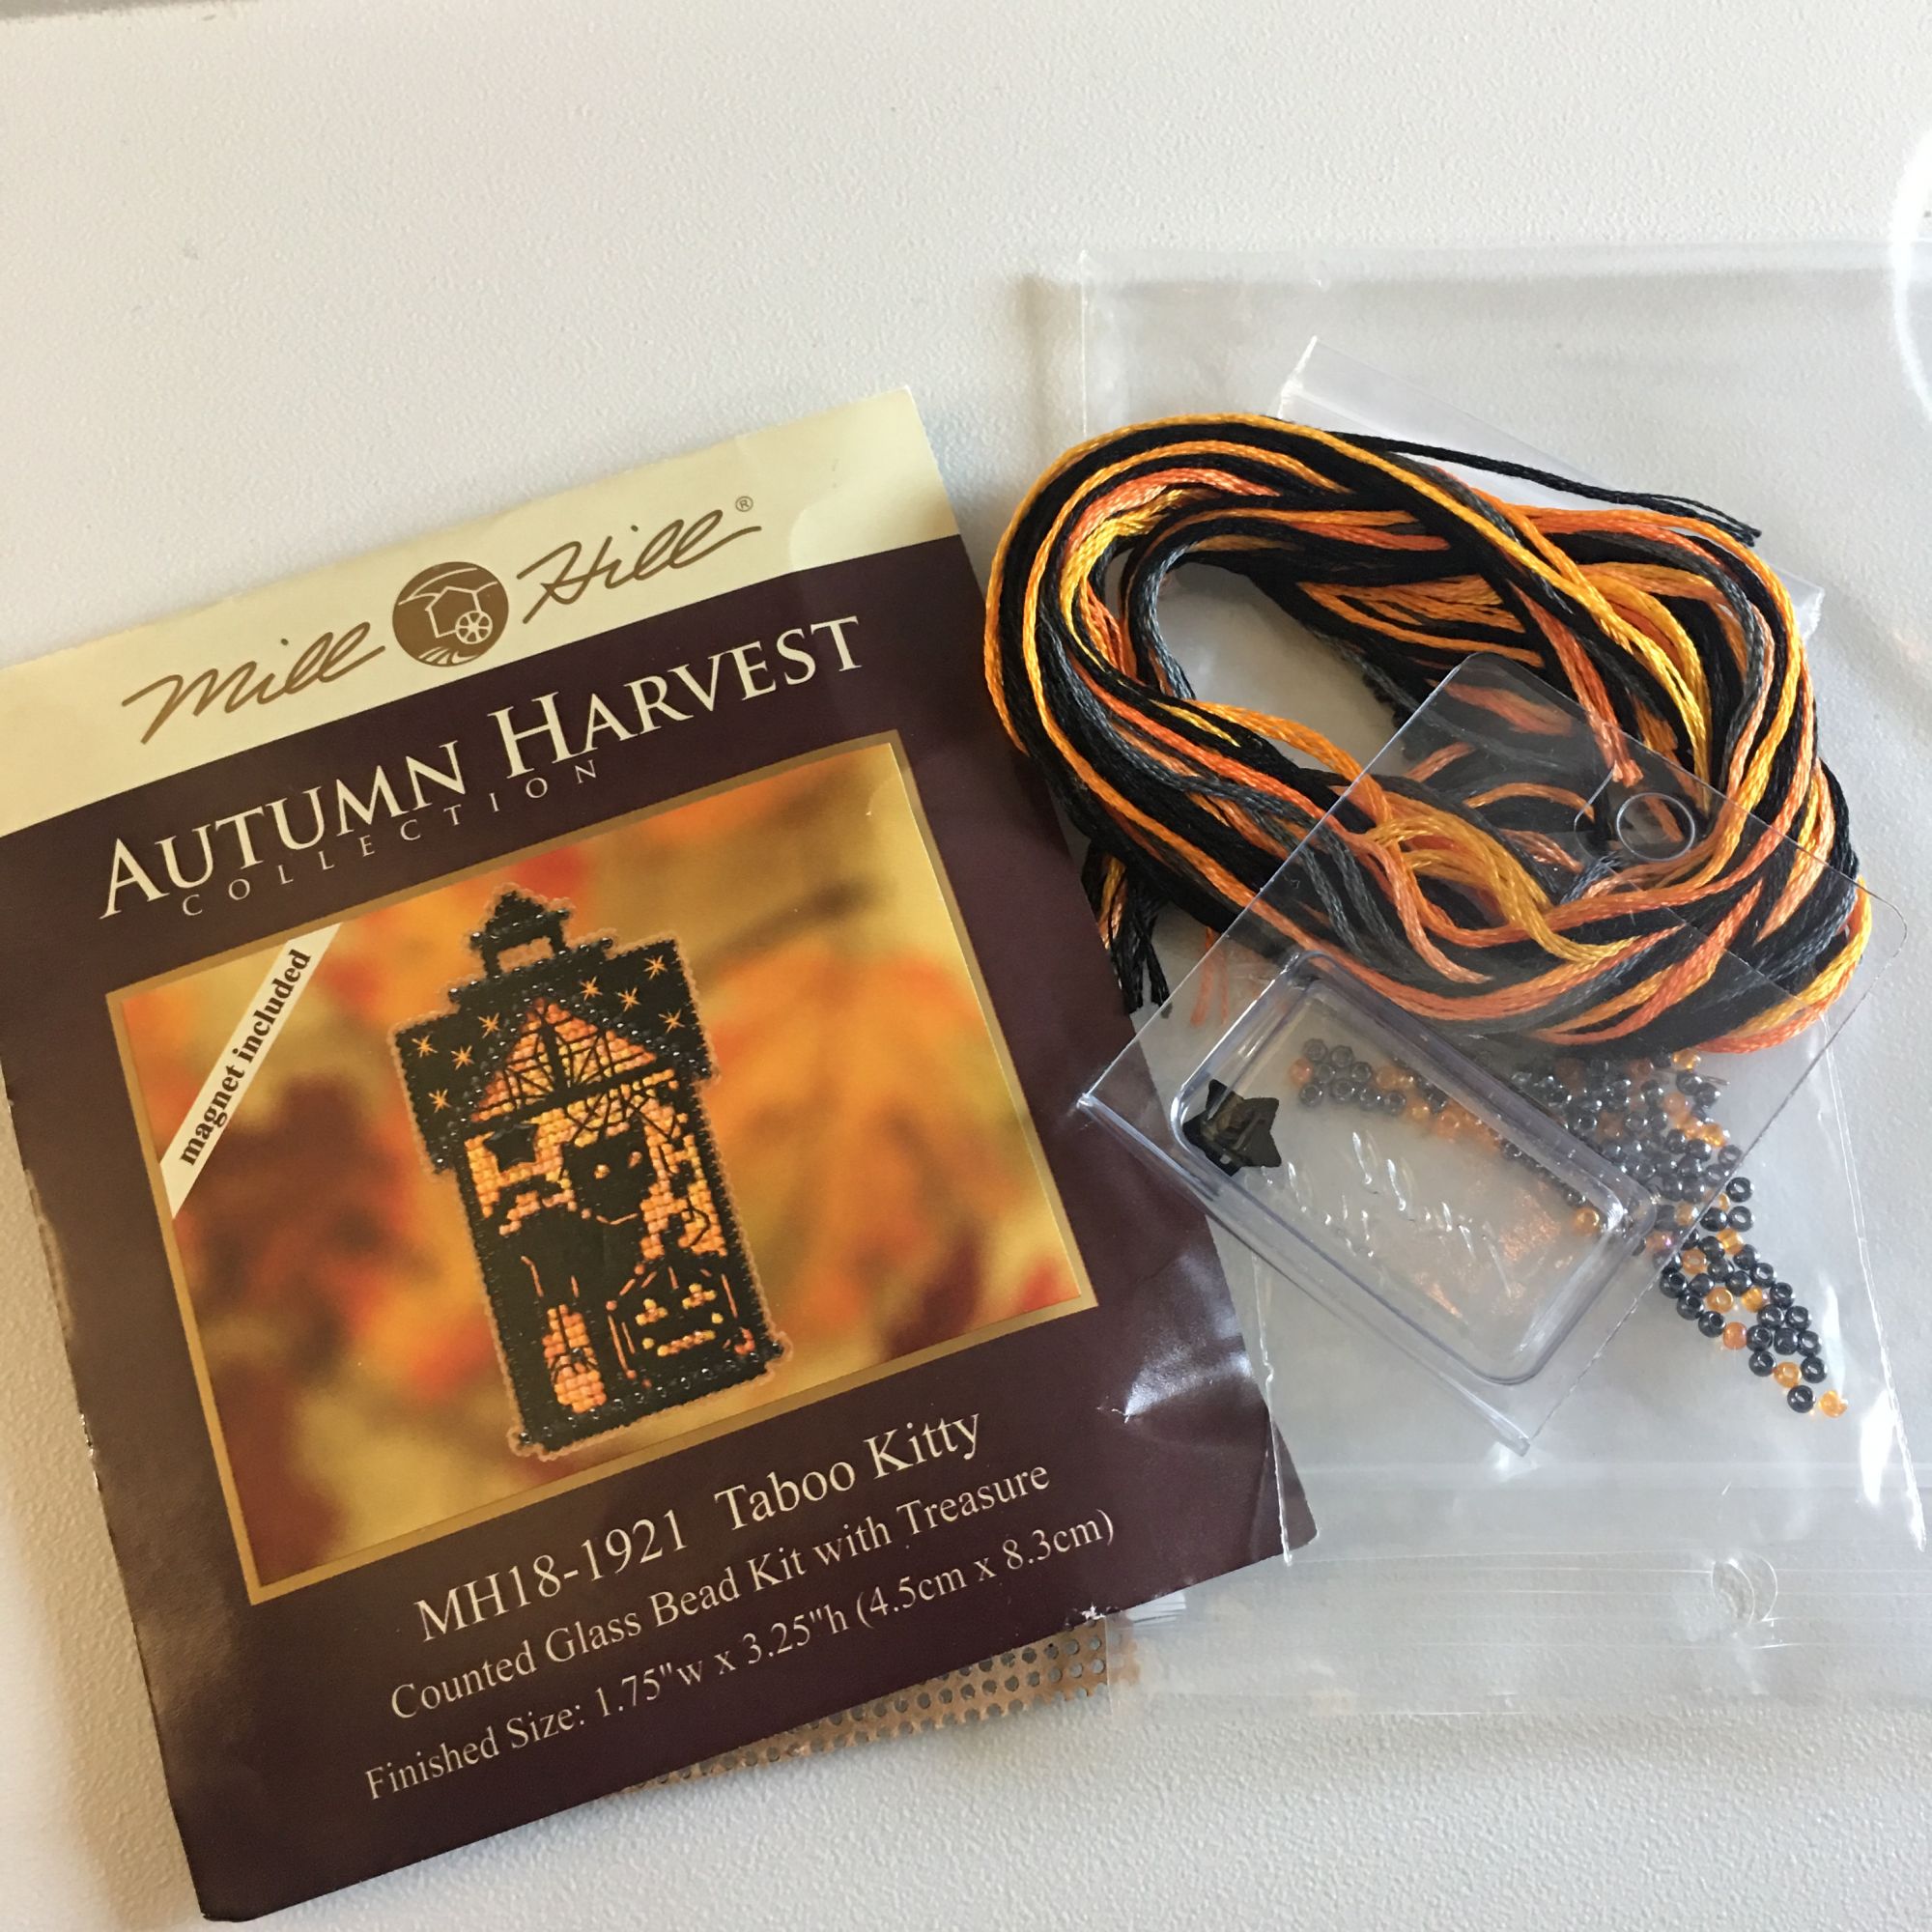 Mill Hill®
AUTUMN HARVEST
COLLECTION
magnet included
MH18-1921 Taboo Kitty
Counted Glass Bead Kit with Treasure
Finished Size: 1.75"w x 3.25"h (4.5cm x 8.3cm)